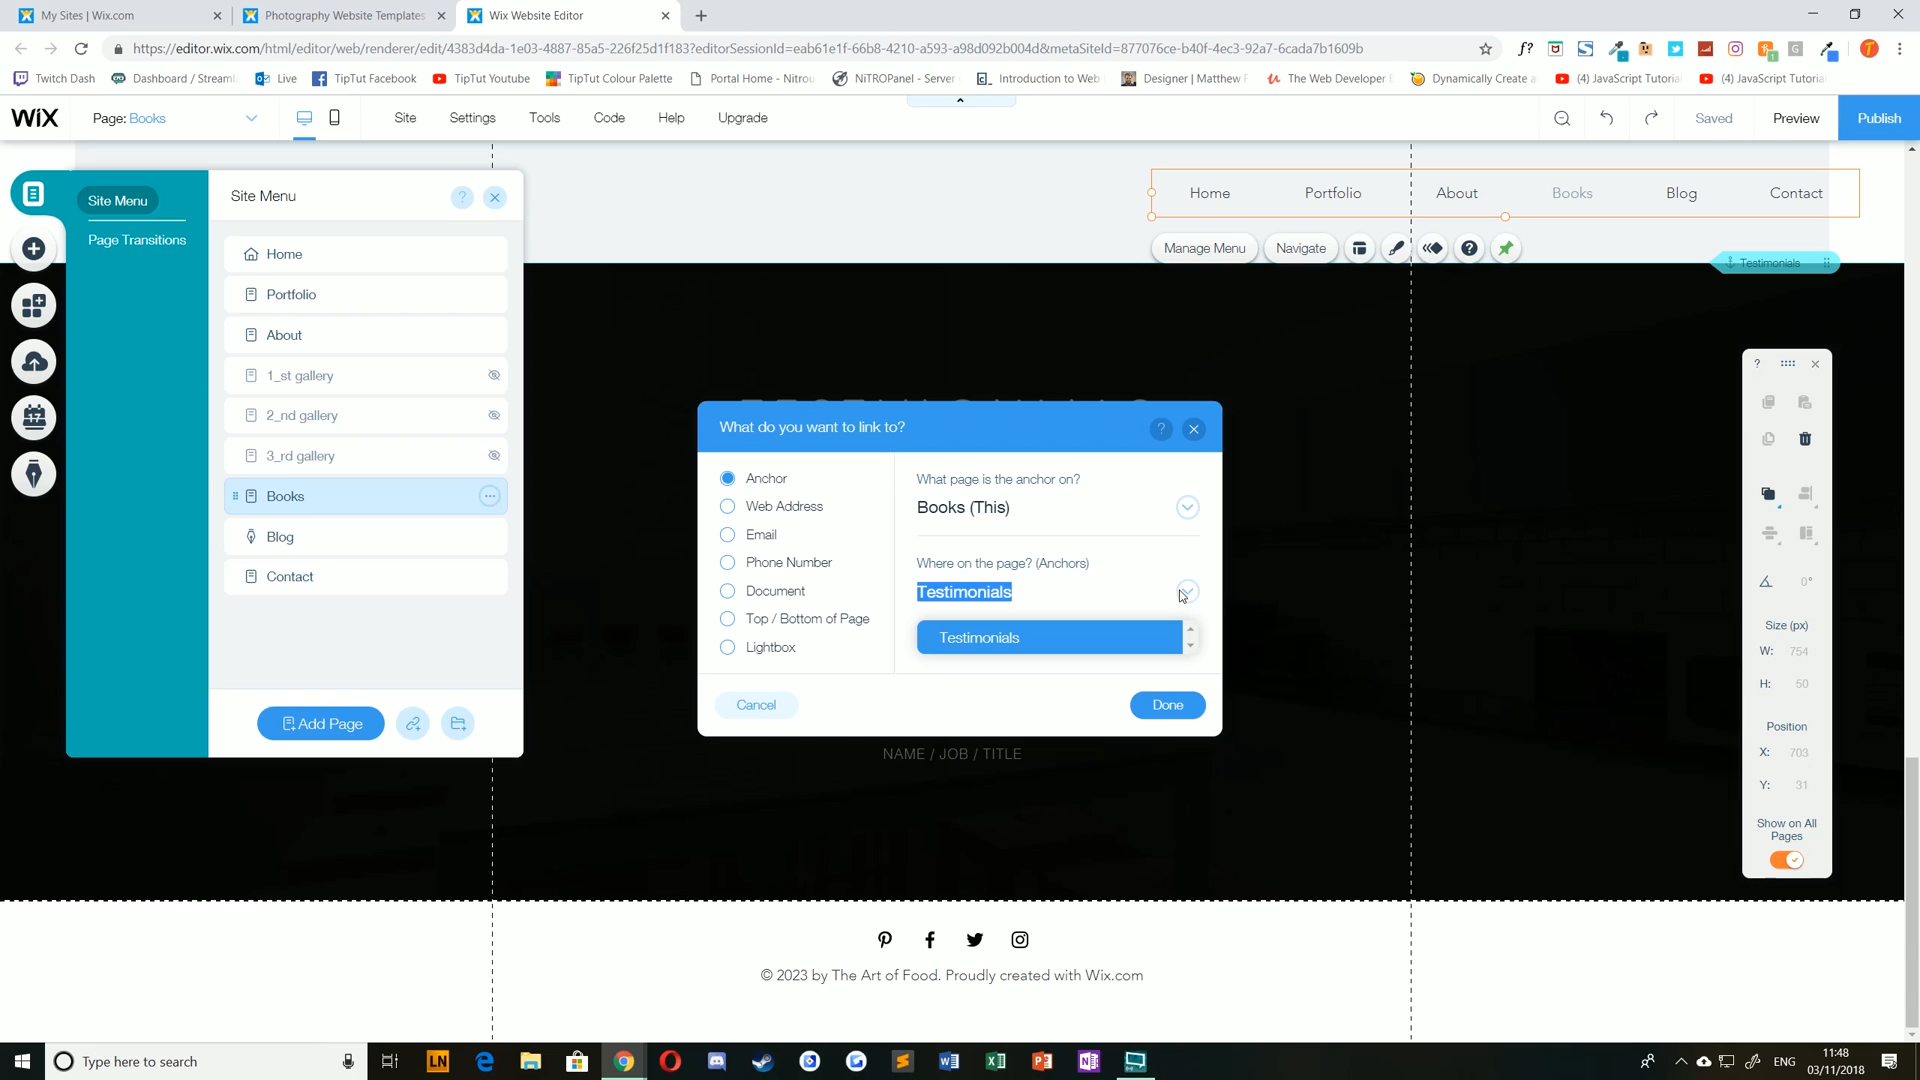 My Sites | Wix.com
Photography Website Templates
Wix Website Editor
https://editor.wix.com/html/editor/web/renderer/edit/4383d4da-1e03-4887-85a5-226f25d1f183?editorSessionId=eab61e1f-66b8-4210-a593-a98d092b004d&metaSiteId=877076ce-b40f-4ec3-92a7-6cada7b1609b
Twitch Dash
Dashboard / Streaml
Live
TipTut Facebook
TipTut Youtube
TipTut Colour Palette
Portal Home - Nitrou
NiTROPanel - Server
Introduction to Web
Designer | Matthew
The Web Developer
Dynamically Create a
(4) JavaScript Tutoria
(4) JavaScript Tutoria
WiX
Page: Books
Site
Settings
Tools
Code
Help
Upgrade
Saved
Preview
Publish
Home
Portfolio
About
Books
Blog
Contact
Manage Menu
Navigate
Testimonials
Site Menu
Page Transitions
Site Menu
Home
Portfolio
About
1_st gallery
2_nd gallery
3_rd gallery
Books
Blog
Contact
Add Page
17
What do you want to link to?
Anchor
Web Address
Email
Phone Number
Document
Top / Bottom of Page
Lightbox
What page is the anchor on?
Books (This)
Where on the page? (Anchors)
Testimonials
Testimonials
Cancel
Done
NAME / JOB / TITLE
0°
Size (px)
W: 754
H: 50
Position
X: 703
Y: 31
Show on All
Pages
© 2023 by The Art of Food. Proudly created with Wix.com
Type here to search
LN
ENG
11:48
03/11/2018